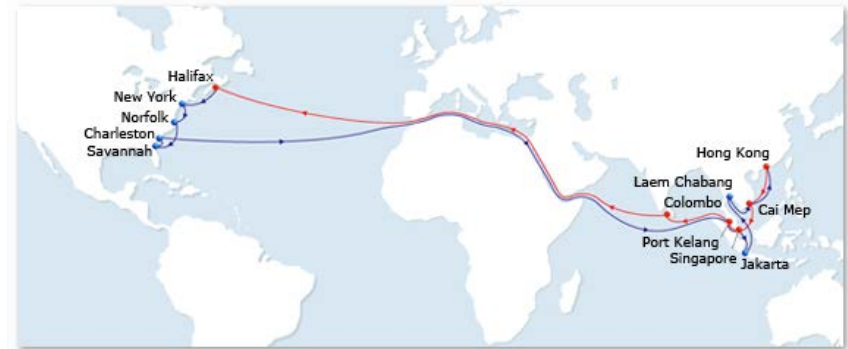 Halifax
New York
Norfolk
Charleston
Savannah
Hong Kong
Laem Chabang
Colombo
Cai Mep
Port Kelang
Singapore
Jakarta